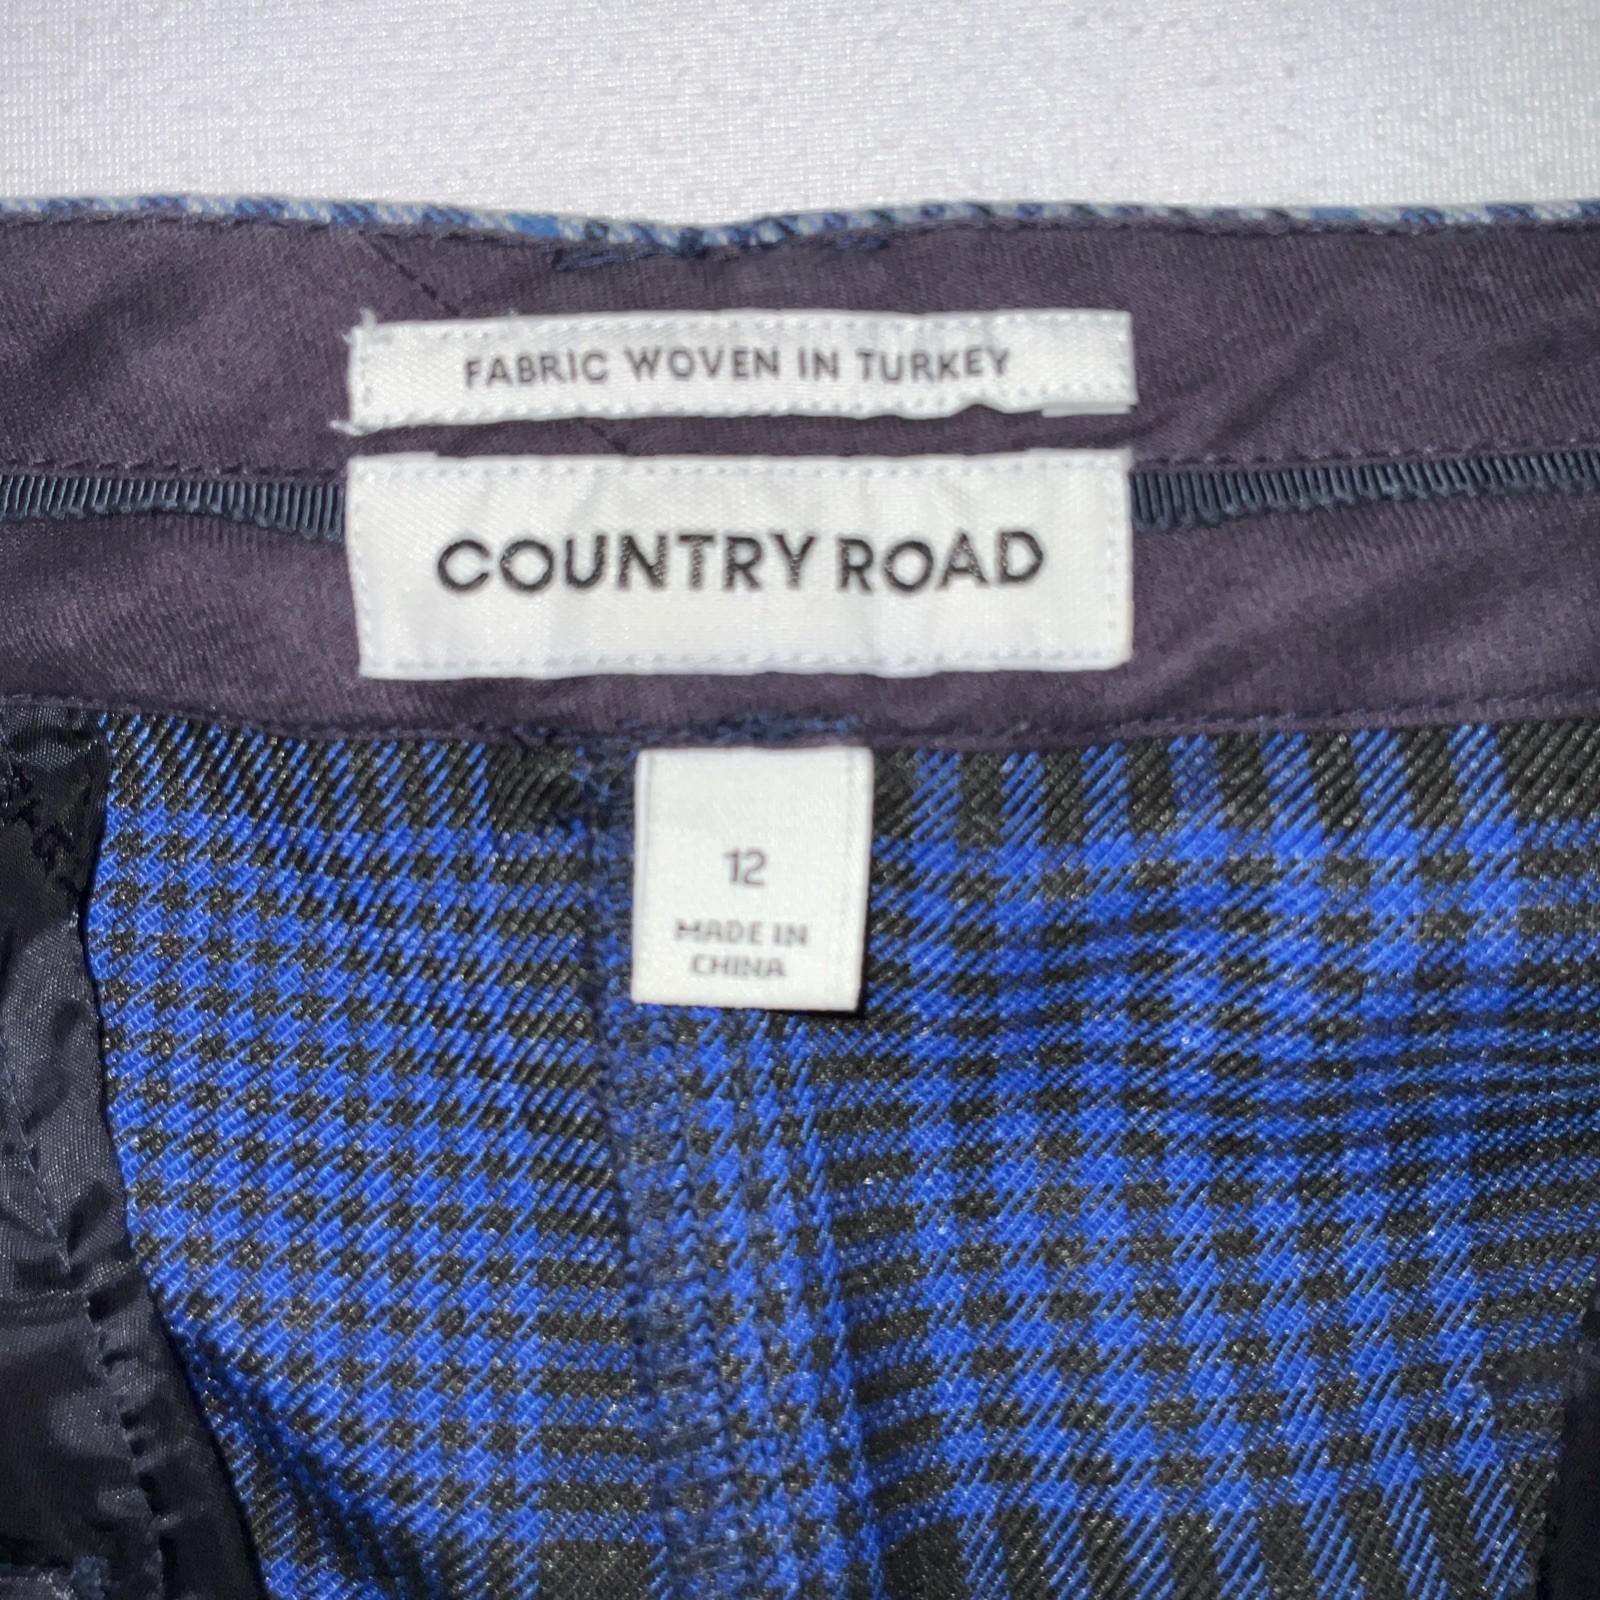 FABRIC WOVEN IN TURKEY
COUNTRY ROAD
12
MADE IN
CHINA